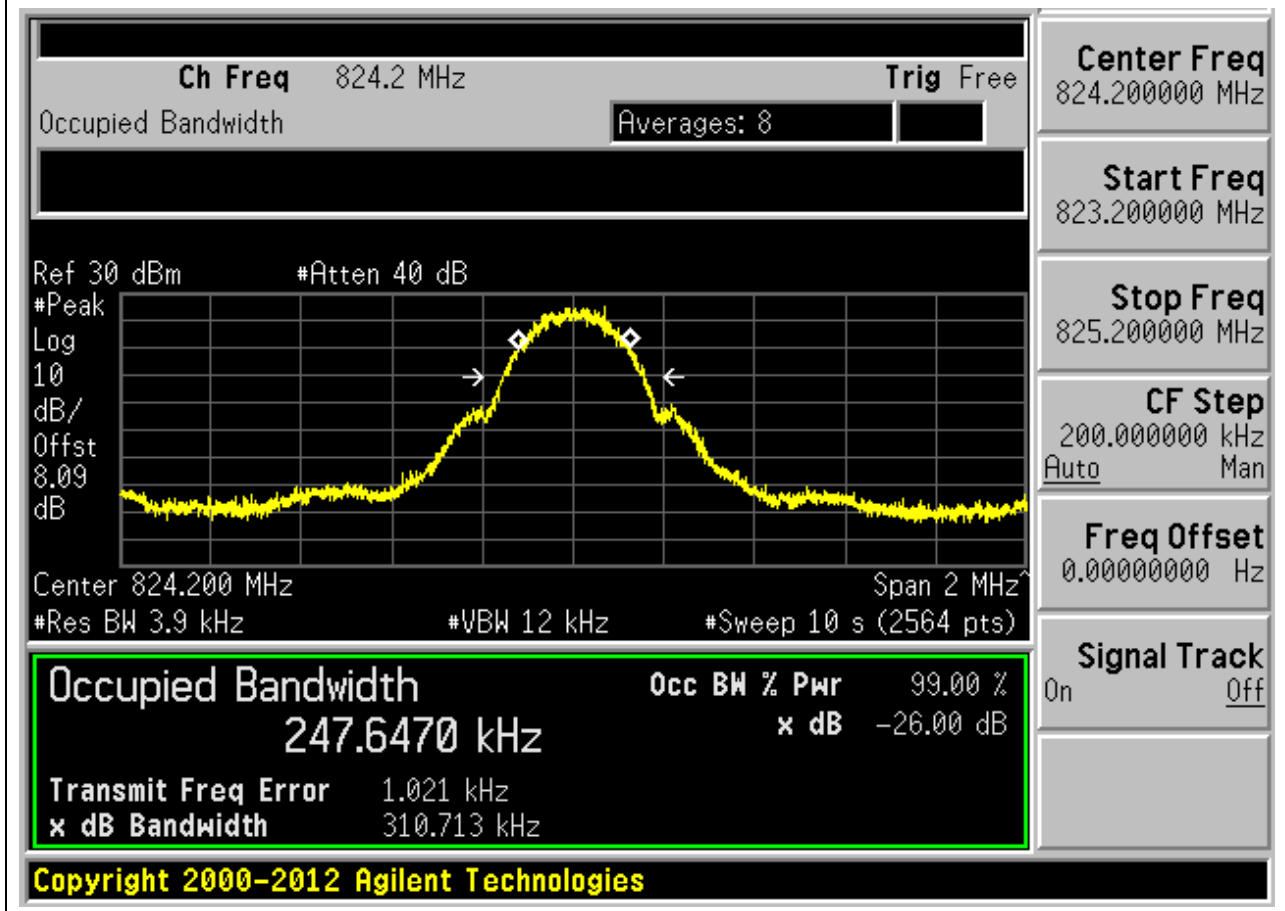 Ch Freq 824.2 MHz Trig Free
Occupied Bandwidth Averages: 8
Ref 30 dBm #Atten 40 dB
#Peak
Log
10
dB/
Offst
8.09
dB
Center 824.200 MHz Span 2 MHz^
#Res BW 3.9 kHz #VBW 12 kHz #Sweep 10 s (2564 pts)
Occupied Bandwidth Occ BW % Pwr 99.00 %
247.6470 kHz x dB -26.00 dB
Transmit Freq Error 1.021 kHz
x dB Bandwidth 310.713 kHz
Copyright 2000-2012 Agilent Technologies
Center Freq
824.200000 MHz
Start Freq
823.200000 MHz
Stop Freq
825.200000 MHz
CF Step
200.000000 kHz
Auto Man
Freq Offset
0.00000000 Hz
Signal Track
On Off